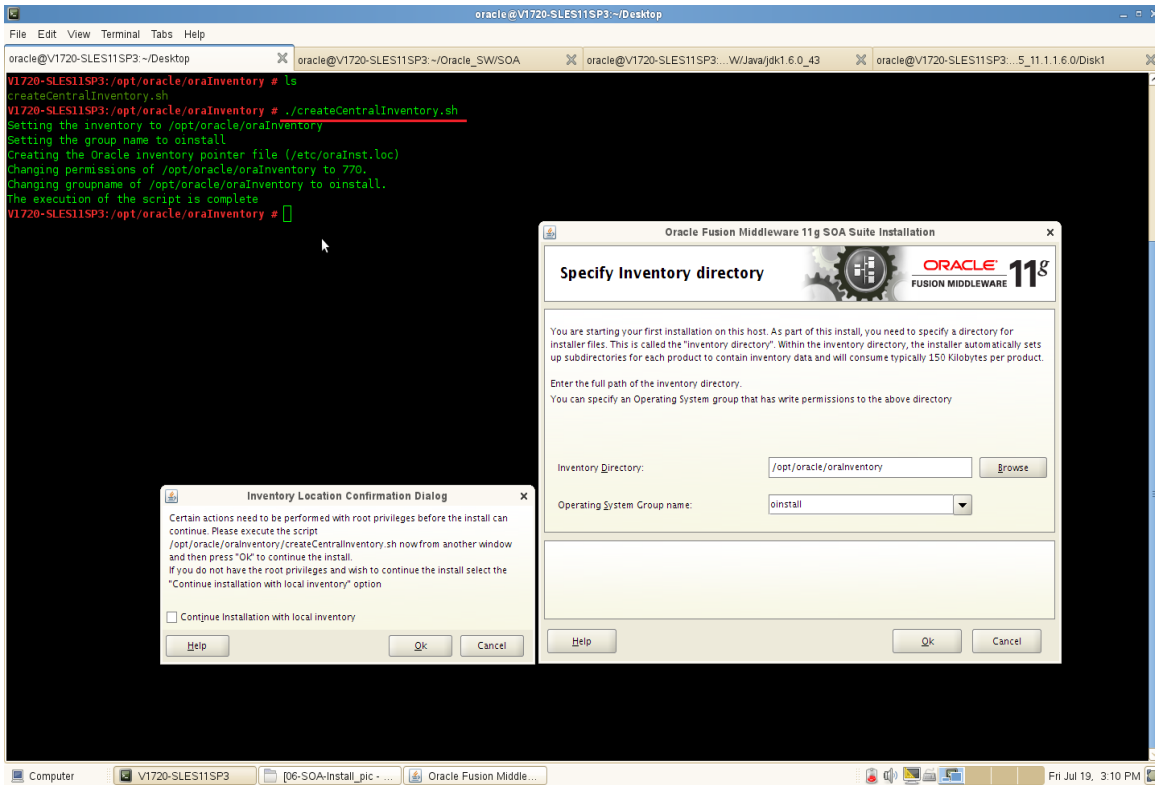 oracle@V1720-SLES11SP3:~/Desktop
File Edit View Terminal Tabs Help
oracle@V1720-SLES11SP3:~/Desktop
oracle@V1720-SLES11SP3:~/Oracle_SW/SOA
oracle@V1720-SLES11SP3:...W/Java/jdk1.6.0_43
oracle@V1720-SLES11SP3:...5_11.1.1.6.0/Disk1
V1720-SLES11SP3:/opt/oracle/oraInventory # ls
createCentralInventory.sh
V1720-SLES11SP3:/opt/oracle/oraInventory # ./createCentralInventory.sh
Setting the inventory to /opt/oracle/oraInventory
Setting the group name to oinstall
Creating the Oracle inventory pointer file (/etc/oraInst.loc)
Changing permissions of /opt/oracle/oraInventory to 770.
Changing groupname of /opt/oracle/oraInventory to oinstall.
The execution of the script is complete
V1720-SLES11SP3:/opt/oracle/oraInventory #
Oracle Fusion Middleware 11g SOA Suite Installation
Specify Inventory directory
ORACLE
FUSION MIDDLEWARE 11g
You are starting your first installation on this host. As part of this install, you need to specify a directory for
installer files. This is called the "inventory directory". Within the inventory directory, the installer automatically sets
up subdirectories for each product to contain inventory data and will consume typically 150 Kilobytes per product.
Enter the full path of the inventory directory.
You can specify an Operating System group that has write permissions to the above directory
Inventory Directory: /opt/oracle/oraInventory Browse
Operating System Group name: oinstall
Help Ok Cancel
Inventory Location Confirmation Dialog
Certain actions need to be performed with root privileges before the install can
continue. Please execute the script
/opt/oracle/oraInventory/createCentralInventory.sh now from another window
and then press "Ok" to continue the install.
If you do not have the root privileges and wish to continue the install select the
"Continue installation with local inventory" option
Continue Installation with local inventory
Help Ok Cancel
Computer
V1720-SLES11SP3
[06-SOA-Install_pic - ...
Oracle Fusion Middle...
Fri Jul 19, 3:10 PM